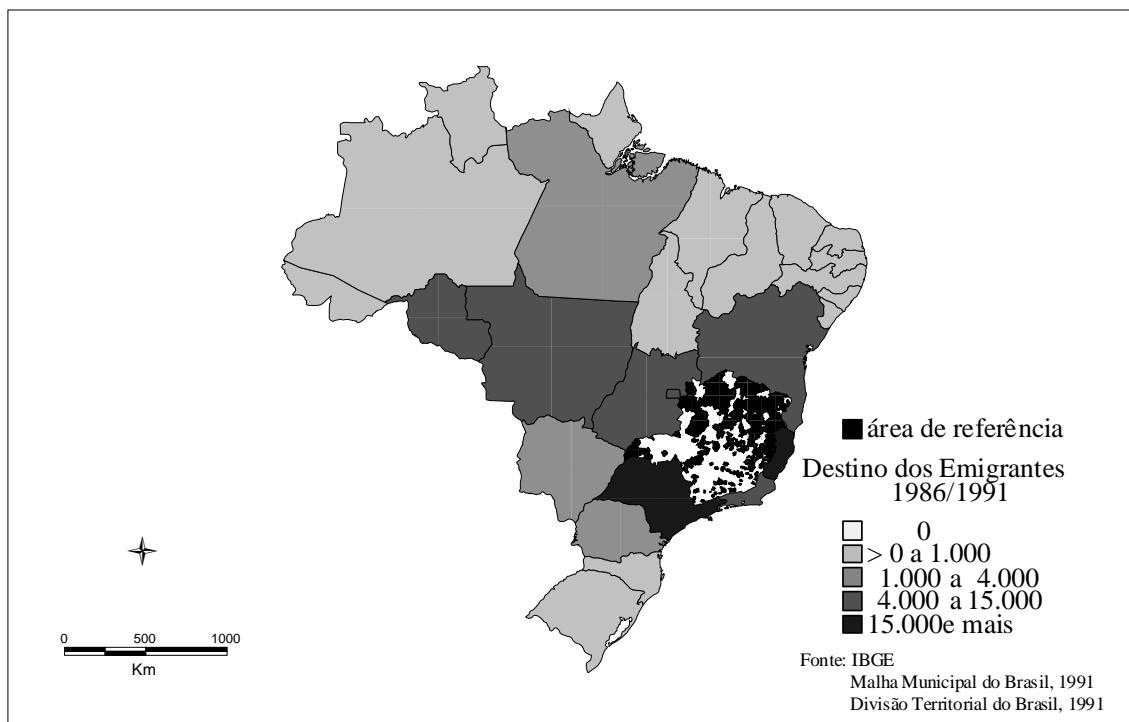 área de referência
Destino dos Emigrantes
1986/1991
0
> 0 a 1.000
1.000 a 4.000
4.000 a 15.000
15.000e mais
0 500 1000
Km
Fonte: IBGE
Malha Municipal do Brasil, 1991
Divisão Territorial do Brasil, 1991